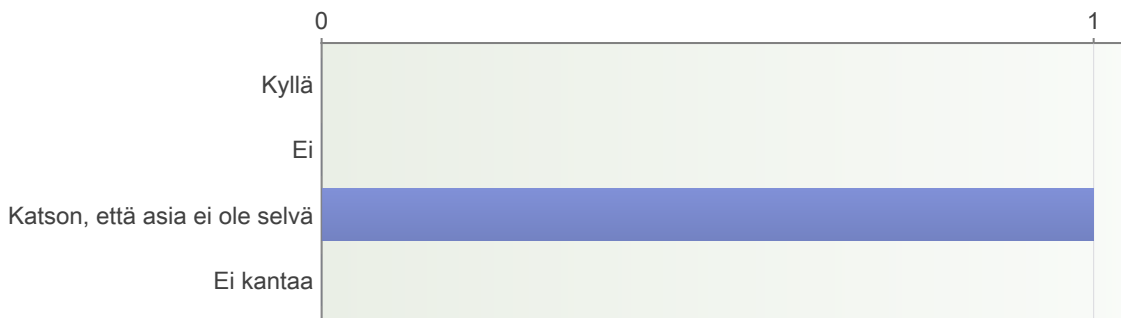 0 1
Kyllä
Ei
Katson, että asia ei ole selvä
Ei kantaa